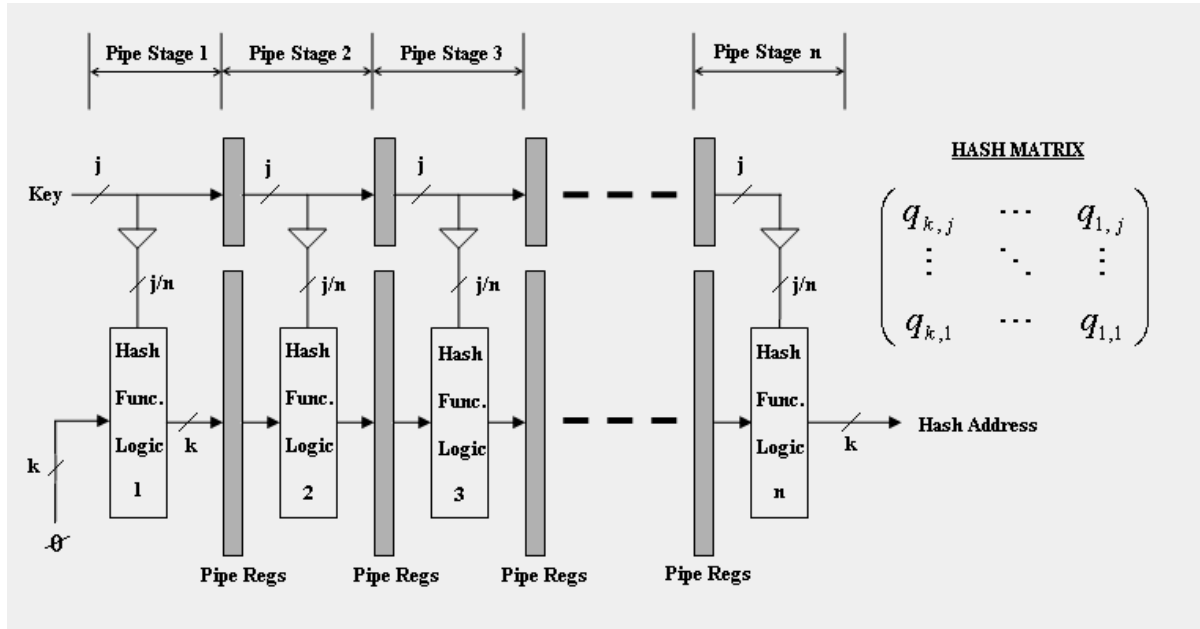 Pipe Stage 1 Pipe Stage 2 Pipe Stage 3 Pipe Stage n
HASH MATRIX
j j j j
Key
q_{k,j} ⋯ q_{1,j}
⋮ ⋱ ⋮
q_{k,1} ⋯ q_{1,1}
j/n j/n j/n j/n
Hash Hash Hash Hash
Func. Func. Func. Func.
Logic Logic Logic Logic
1 2 3 n
k k k
Hash Address
0
Pipe Regs Pipe Regs Pipe Regs Pipe Regs